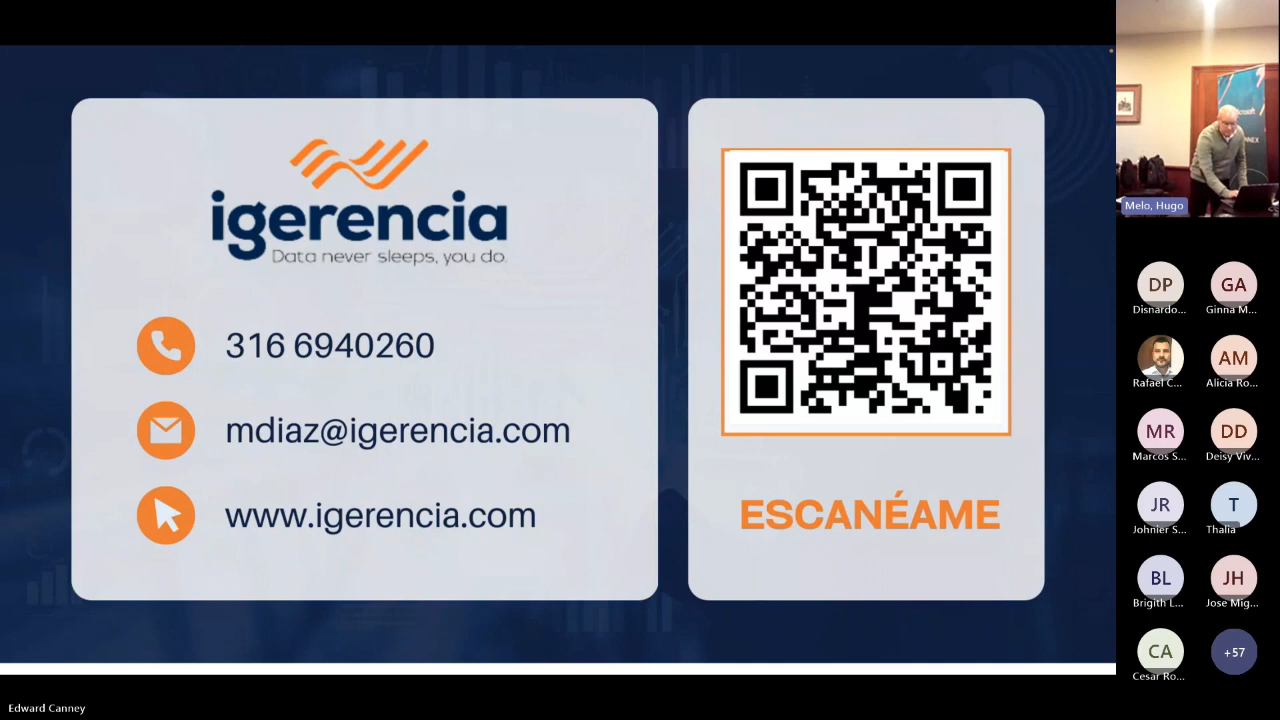 igerencia
Data never sleeps, you do.
316 6940260
mdiaz@igerencia.com
www.igerencia.com
ESCANÉAME
Melo, Hugo
DP
Disnardo...
GA
Ginna M...
Rafael C...
AM
Alicia Ro...
MR
Marcos S...
DD
Deisy Viv...
JR
Johnier S...
T
Thalia
BL
Brigith L...
JH
Jose Mig...
CA
Cesar Ro...
+57
Edward Canney